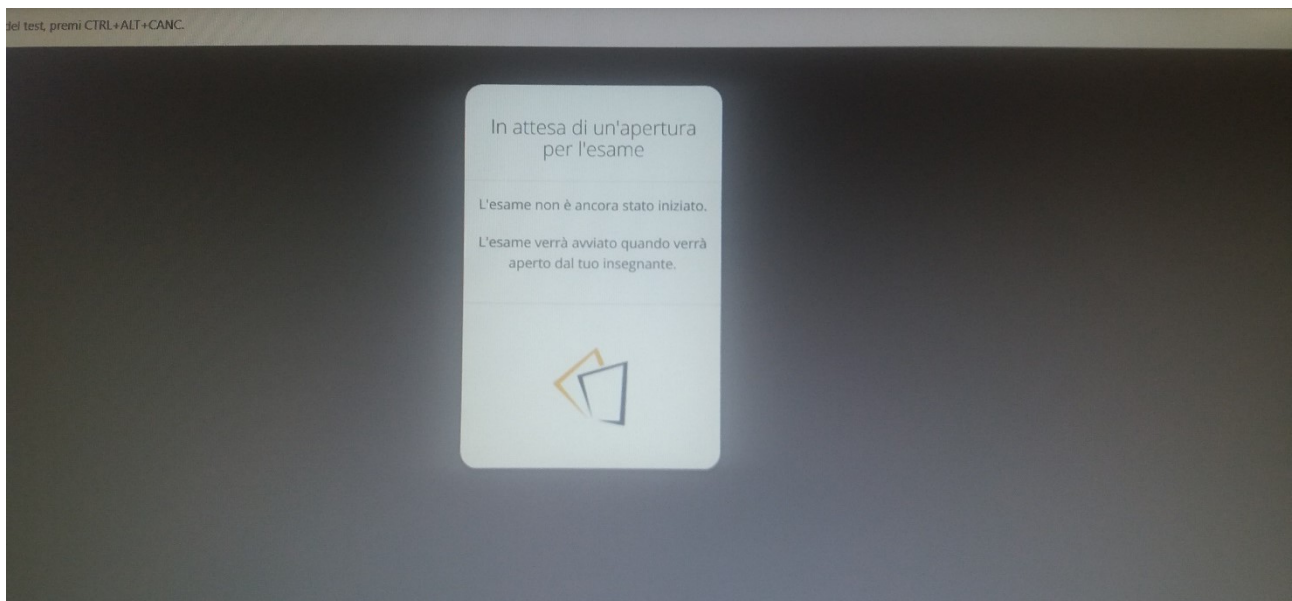 del test, premi CTRL+ALT+CANC.
In attesa di un'apertura
per l'esame
L'esame non è ancora stato iniziato.
L'esame verrà avviato quando verrà
aperto dal tuo insegnante.